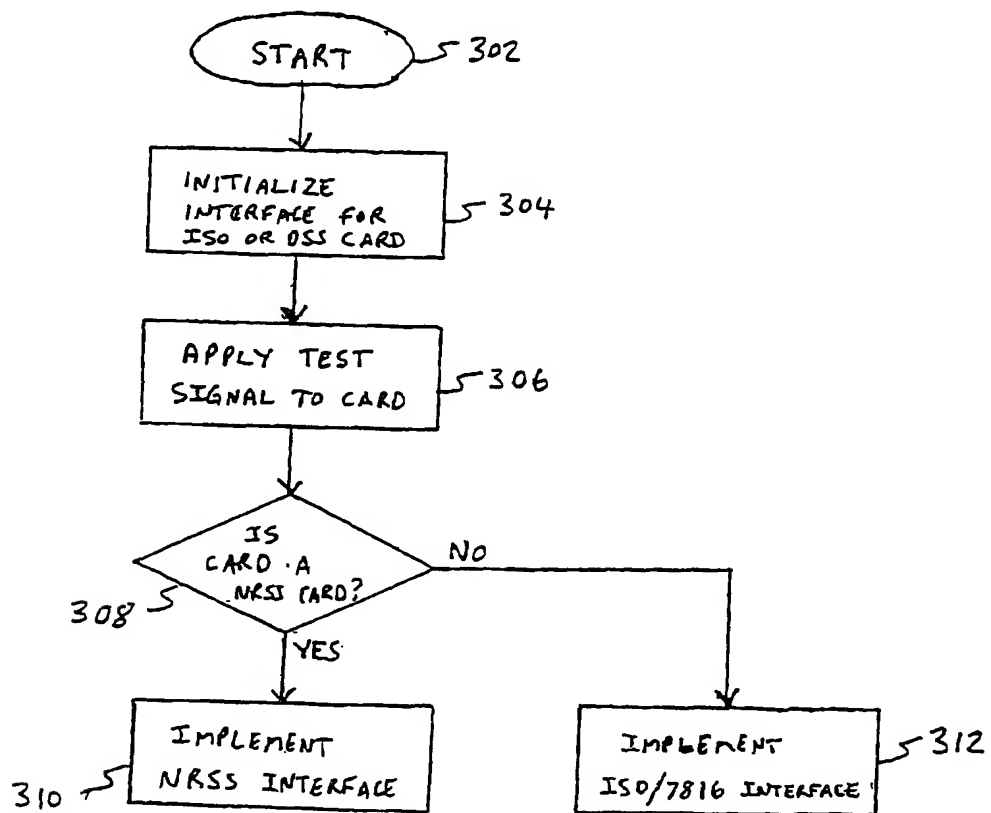 START
302
INITIALIZE
INTERFACE FOR
ISO OR DSS CARD
304
APPLY TEST
SIGNAL TO CARD
306
IS
CARD A
NRSS CARD?
308
NO
YES
IMPLEMENT
NRSS INTERFACE
310
IMPLEMENT
ISO/7816 INTERFACE
312